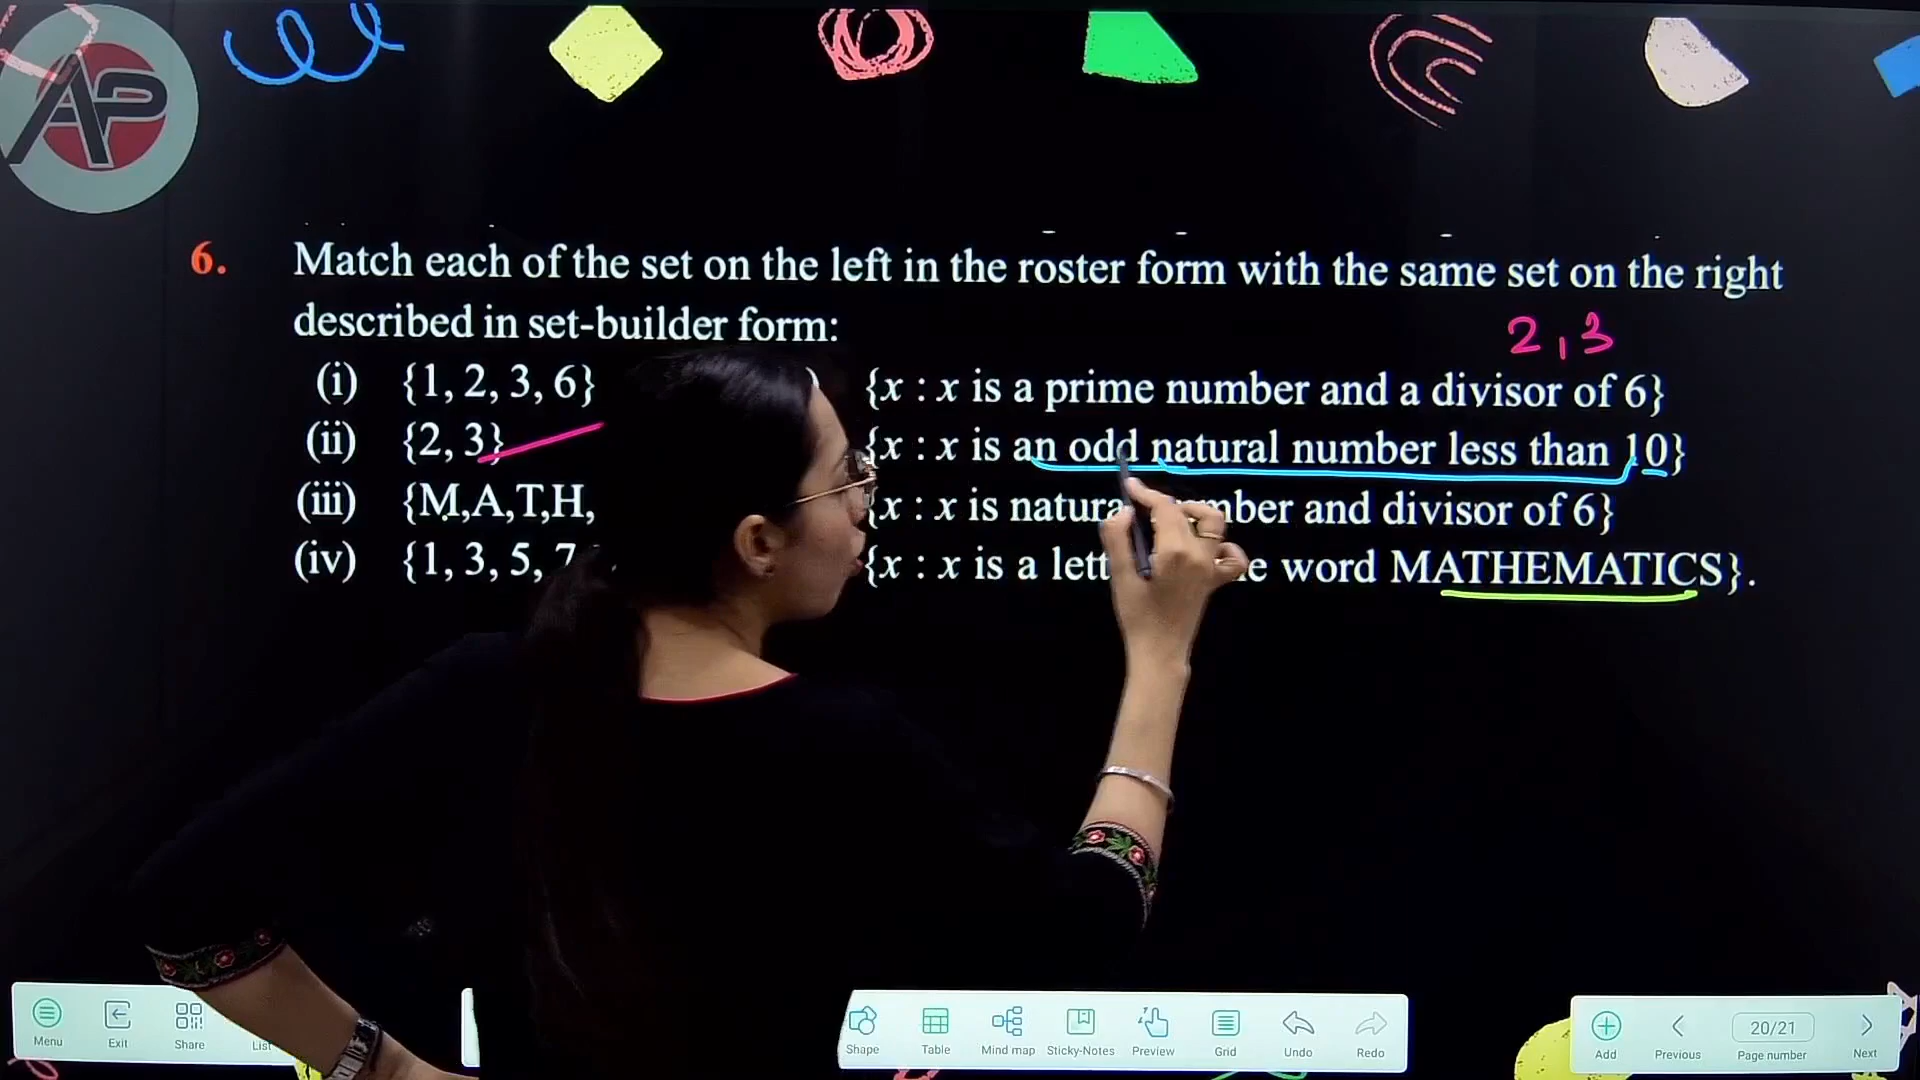 AP
6. Match each of the set on the left in the roster form with the same set on the right
described in set-builder form:
2, 3
(i) {1, 2, 3, 6} {x : x is a prime number and a divisor of 6}
(ii) {2, 3} {x : x is an odd natural number less than 10}
(iii) {M,A,T,H, {x : x is natural number and divisor of 6}
(iv) {1, 3, 5, 7 {x : x is a word MATHEMATICS}.
Menu Exit Share List Shape Table Mind map Sticky-Notes Preview Grid Undo Redo Add Previous 20/21 Page number Next